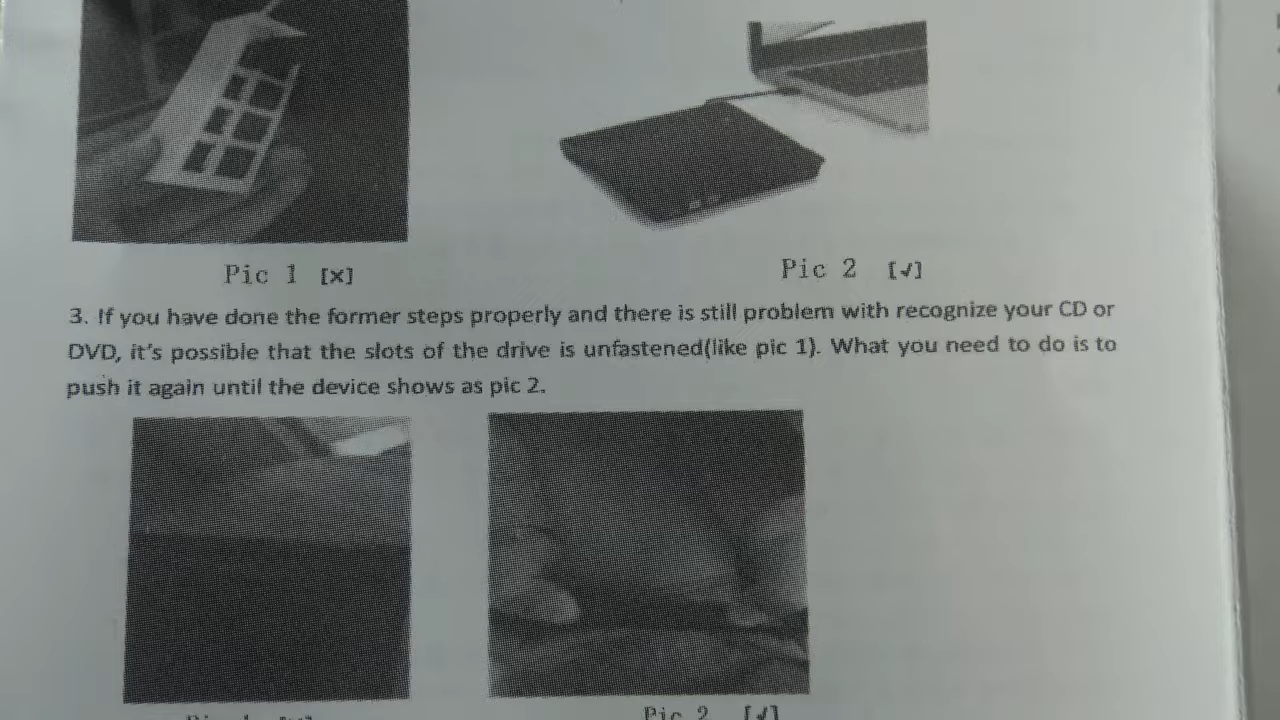 Pic 1 [×]
Pic 2 [√]
3. If you have done the former steps properly and there is still problem with recognize your CD or
DVD, it's possible that the slots of the drive is unfastened(like pic 1). What you need to do is to
push it again until the device shows as pic 2.
Pic 2 [√]